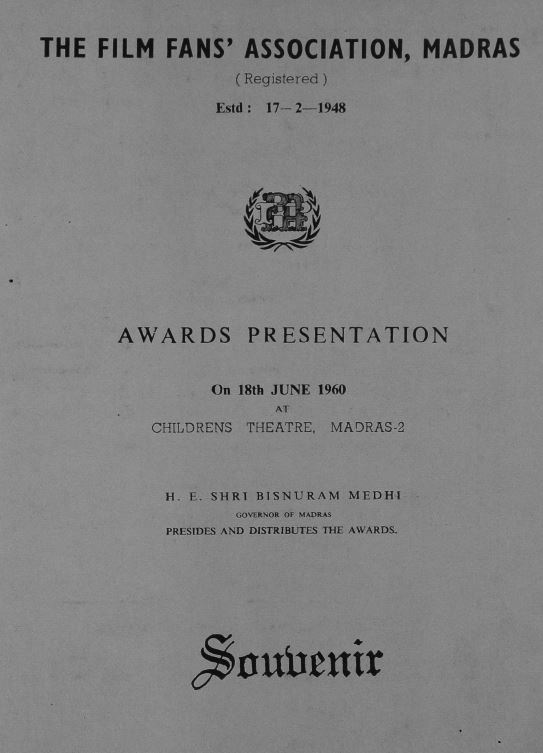 THE FILM FANS' ASSOCIATION, MADRAS
( Registered )
Estd : 17— 2—1948
AWARDS PRESENTATION
On 18th JUNE 1960
AT
CHILDRENS THEATRE, MADRAS-2
H. E. SHRI BISNURAM MEDHI
GOVERNOR OF MADRAS
PRESIDES AND DISTRIBUTES THE AWARDS.
Souvenir